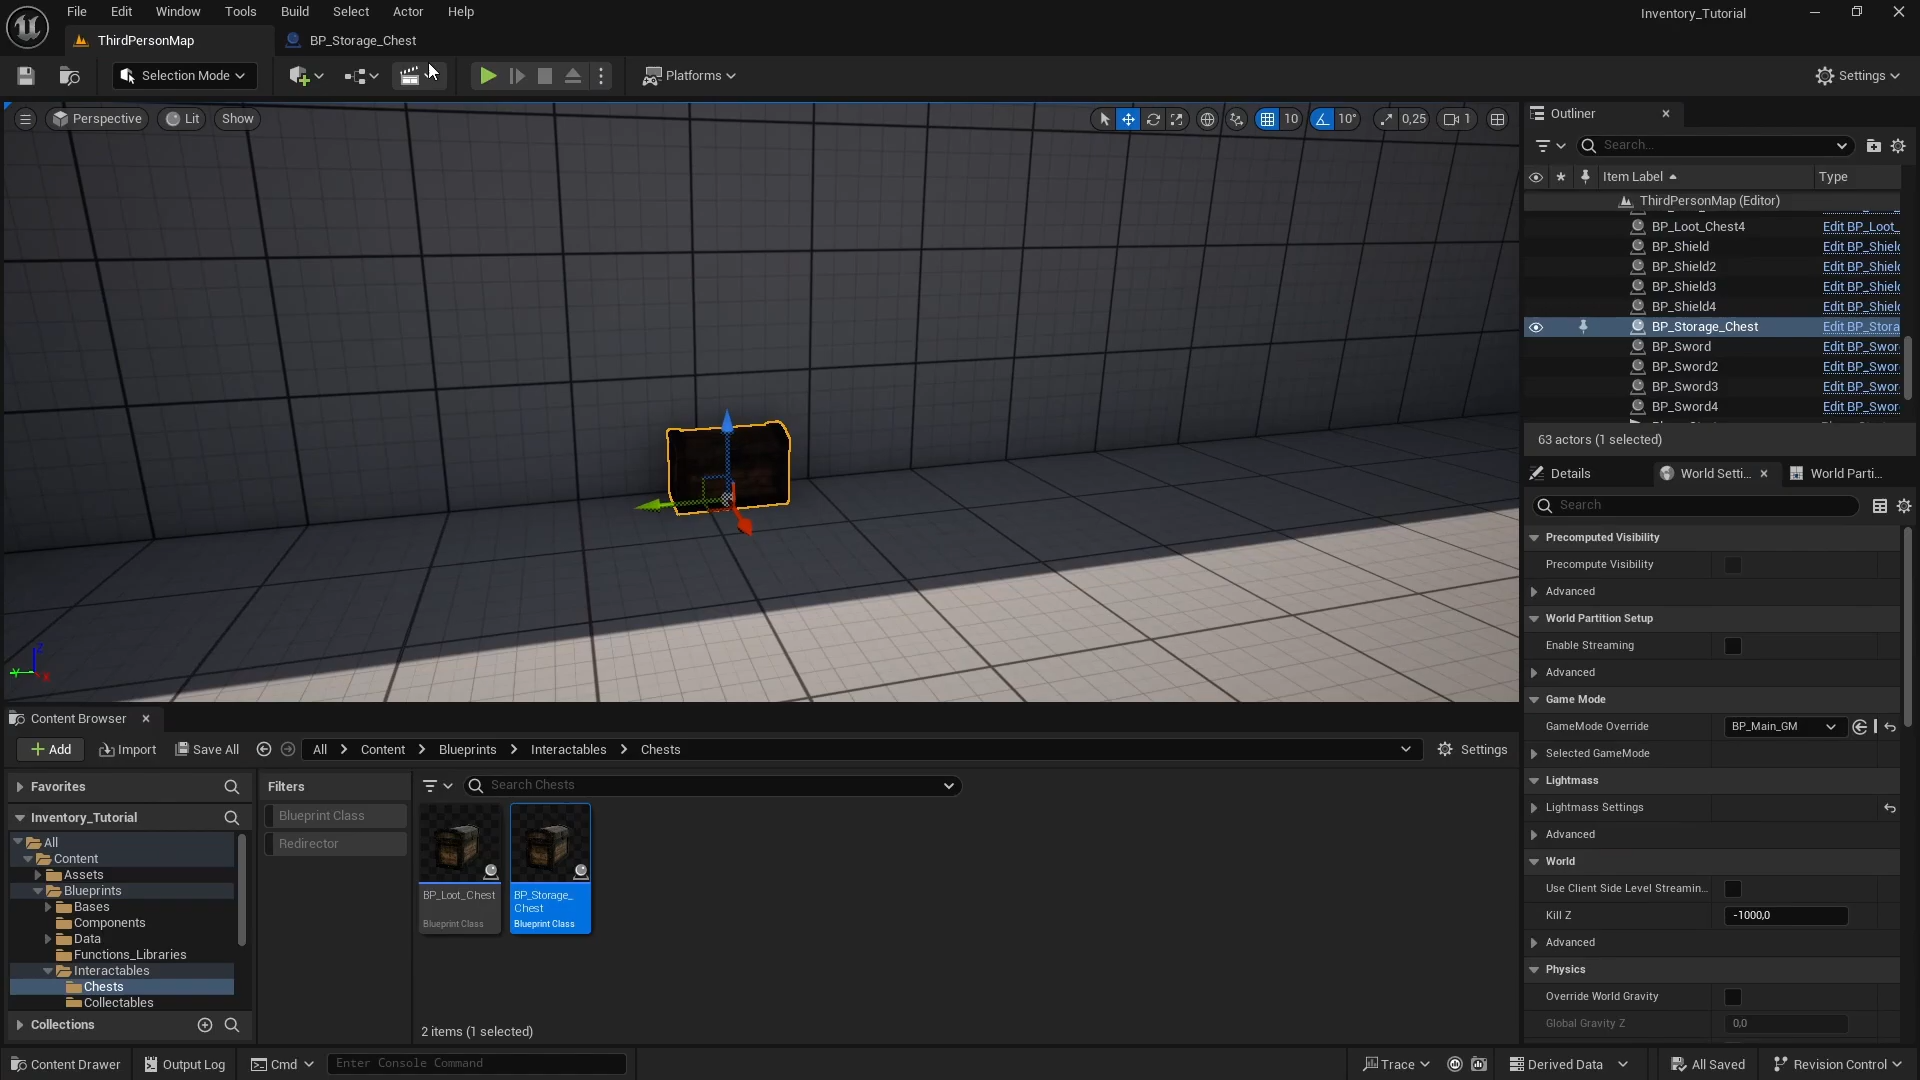 File Edit Window Tools Build Select Actor Help
Inventory_Tutorial
ThirdPersonMap
BP_Storage_Chest
Selection Mode
Platforms
Settings
Perspective
Lit
Show
10
10°
0,25
1
Outliner
Search...
Item Label
Type
ThirdPersonMap (Editor)
BP_Loot_Chest4 Edit BP_Loot_
BP_Shield Edit BP_Shield
BP_Shield2 Edit BP_Shield
BP_Shield3 Edit BP_Shield
BP_Shield4 Edit BP_Shield
BP_Storage_Chest Edit BP_Stora
BP_Sword Edit BP_Swor
BP_Sword2 Edit BP_Swor
BP_Sword3 Edit BP_Swor
BP_Sword4 Edit BP_Swor
63 actors (1 selected)
Details
World Setti...
World Parti...
Search
Precomputed Visibility
Precompute Visibility
Advanced
World Partition Setup
Enable Streaming
Advanced
Game Mode
GameMode Override BP_Main_GM
Selected GameMode
Lightmass
Lightmass Settings
Advanced
World
Use Client Side Level Streamin...
Kill Z -1000,0
Advanced
Physics
Override World Gravity
Global Gravity Z 0,0
Content Browser
Add
Import
Save All
All
Content
Blueprints
Interactables
Chests
Settings
Favorites
Inventory_Tutorial
All
Content
Assets
Blueprints
Bases
Components
Data
Functions_Libraries
Interactables
Chests
Collectables
Collections
Filters
Blueprint Class
Redirector
Search Chests
BP_Loot_Chest
Blueprint Class
BP_Storage_
Chest
Blueprint Class
2 items (1 selected)
Content Drawer
Output Log
Cmd
Enter Console Command
Trace
Derived Data
All Saved
Revision Control